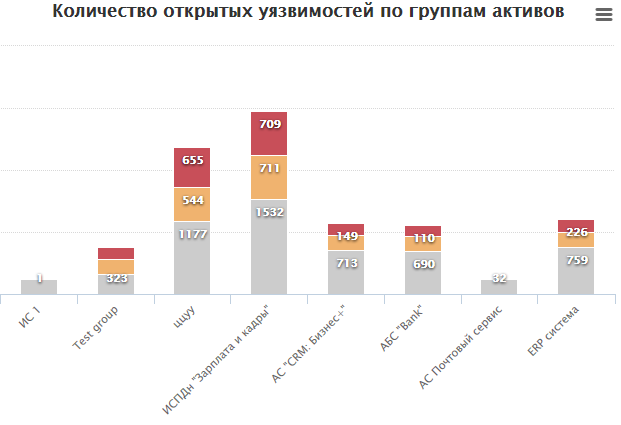 Количество открытых уязвимостей по группам активов
709
655
711
544
1532
1177
149
110
226
1
323
713
690
32
759
ИС 1
Test group
цщуу
ИСПДн "Зарплата и кадры"
АС "CRM: Бизнес+"
АБС "Bank"
АС Почтовый сервис
ERP система